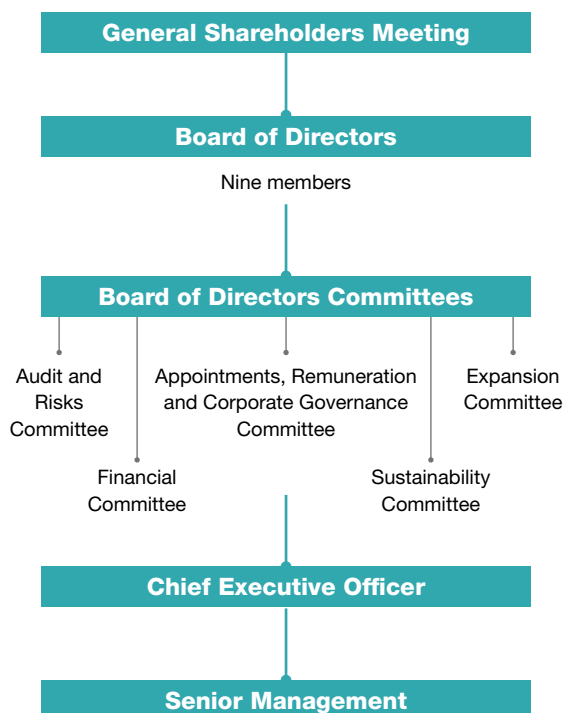 General Shareholders Meeting
Board of Directors
Nine members
Board of Directors Committees
Audit and
Risks
Committee
Appointments, Remuneration
and Corporate Governance
Committee
Expansion
Committee
Financial
Committee
Sustainability
Committee
Chief Executive Officer
Senior Management